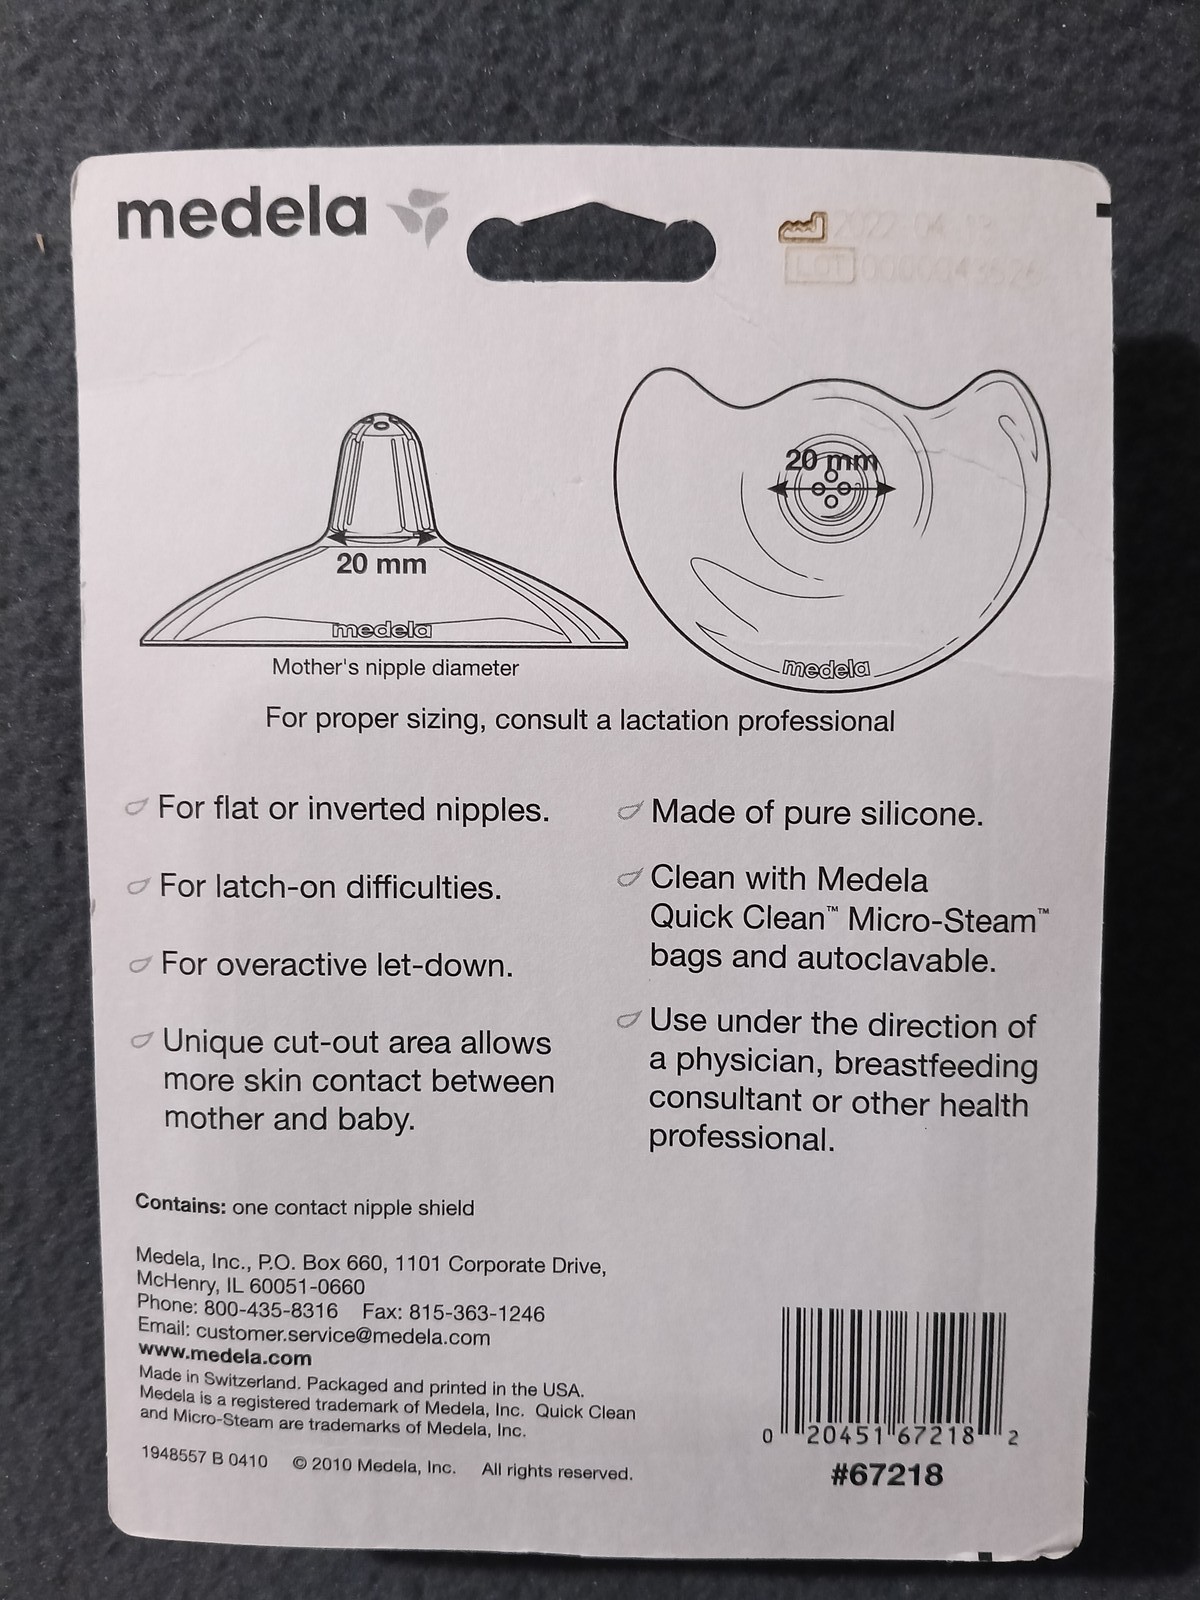 medela
LOT
20 mm
20 mm
medela
medela
Mother's nipple diameter
For proper sizing, consult a lactation professional
For flat or inverted nipples.
For latch-on difficulties.
For overactive let-down.
Unique cut-out area allows
more skin contact between
mother and baby.
Made of pure silicone.
Clean with Medela
Quick Clean™ Micro-Steam™
bags and autoclavable.
Use under the direction of
a physician, breastfeeding
consultant or other health
professional.
Contains: one contact nipple shield
Medela, Inc., P.O. Box 660, 1101 Corporate Drive,
McHenry, IL 60051-0660
Phone: 800-435-8316 Fax: 815-363-1246
Email: customer.service@medela.com
www.medela.com
Made in Switzerland. Packaged and printed in the USA.
Medela is a registered trademark of Medela, Inc. Quick Clean
and Micro-Steam are trademarks of Medela, Inc.
1948557 B 0410 © 2010 Medela, Inc. All rights reserved.
0 20451 67218 2
#67218